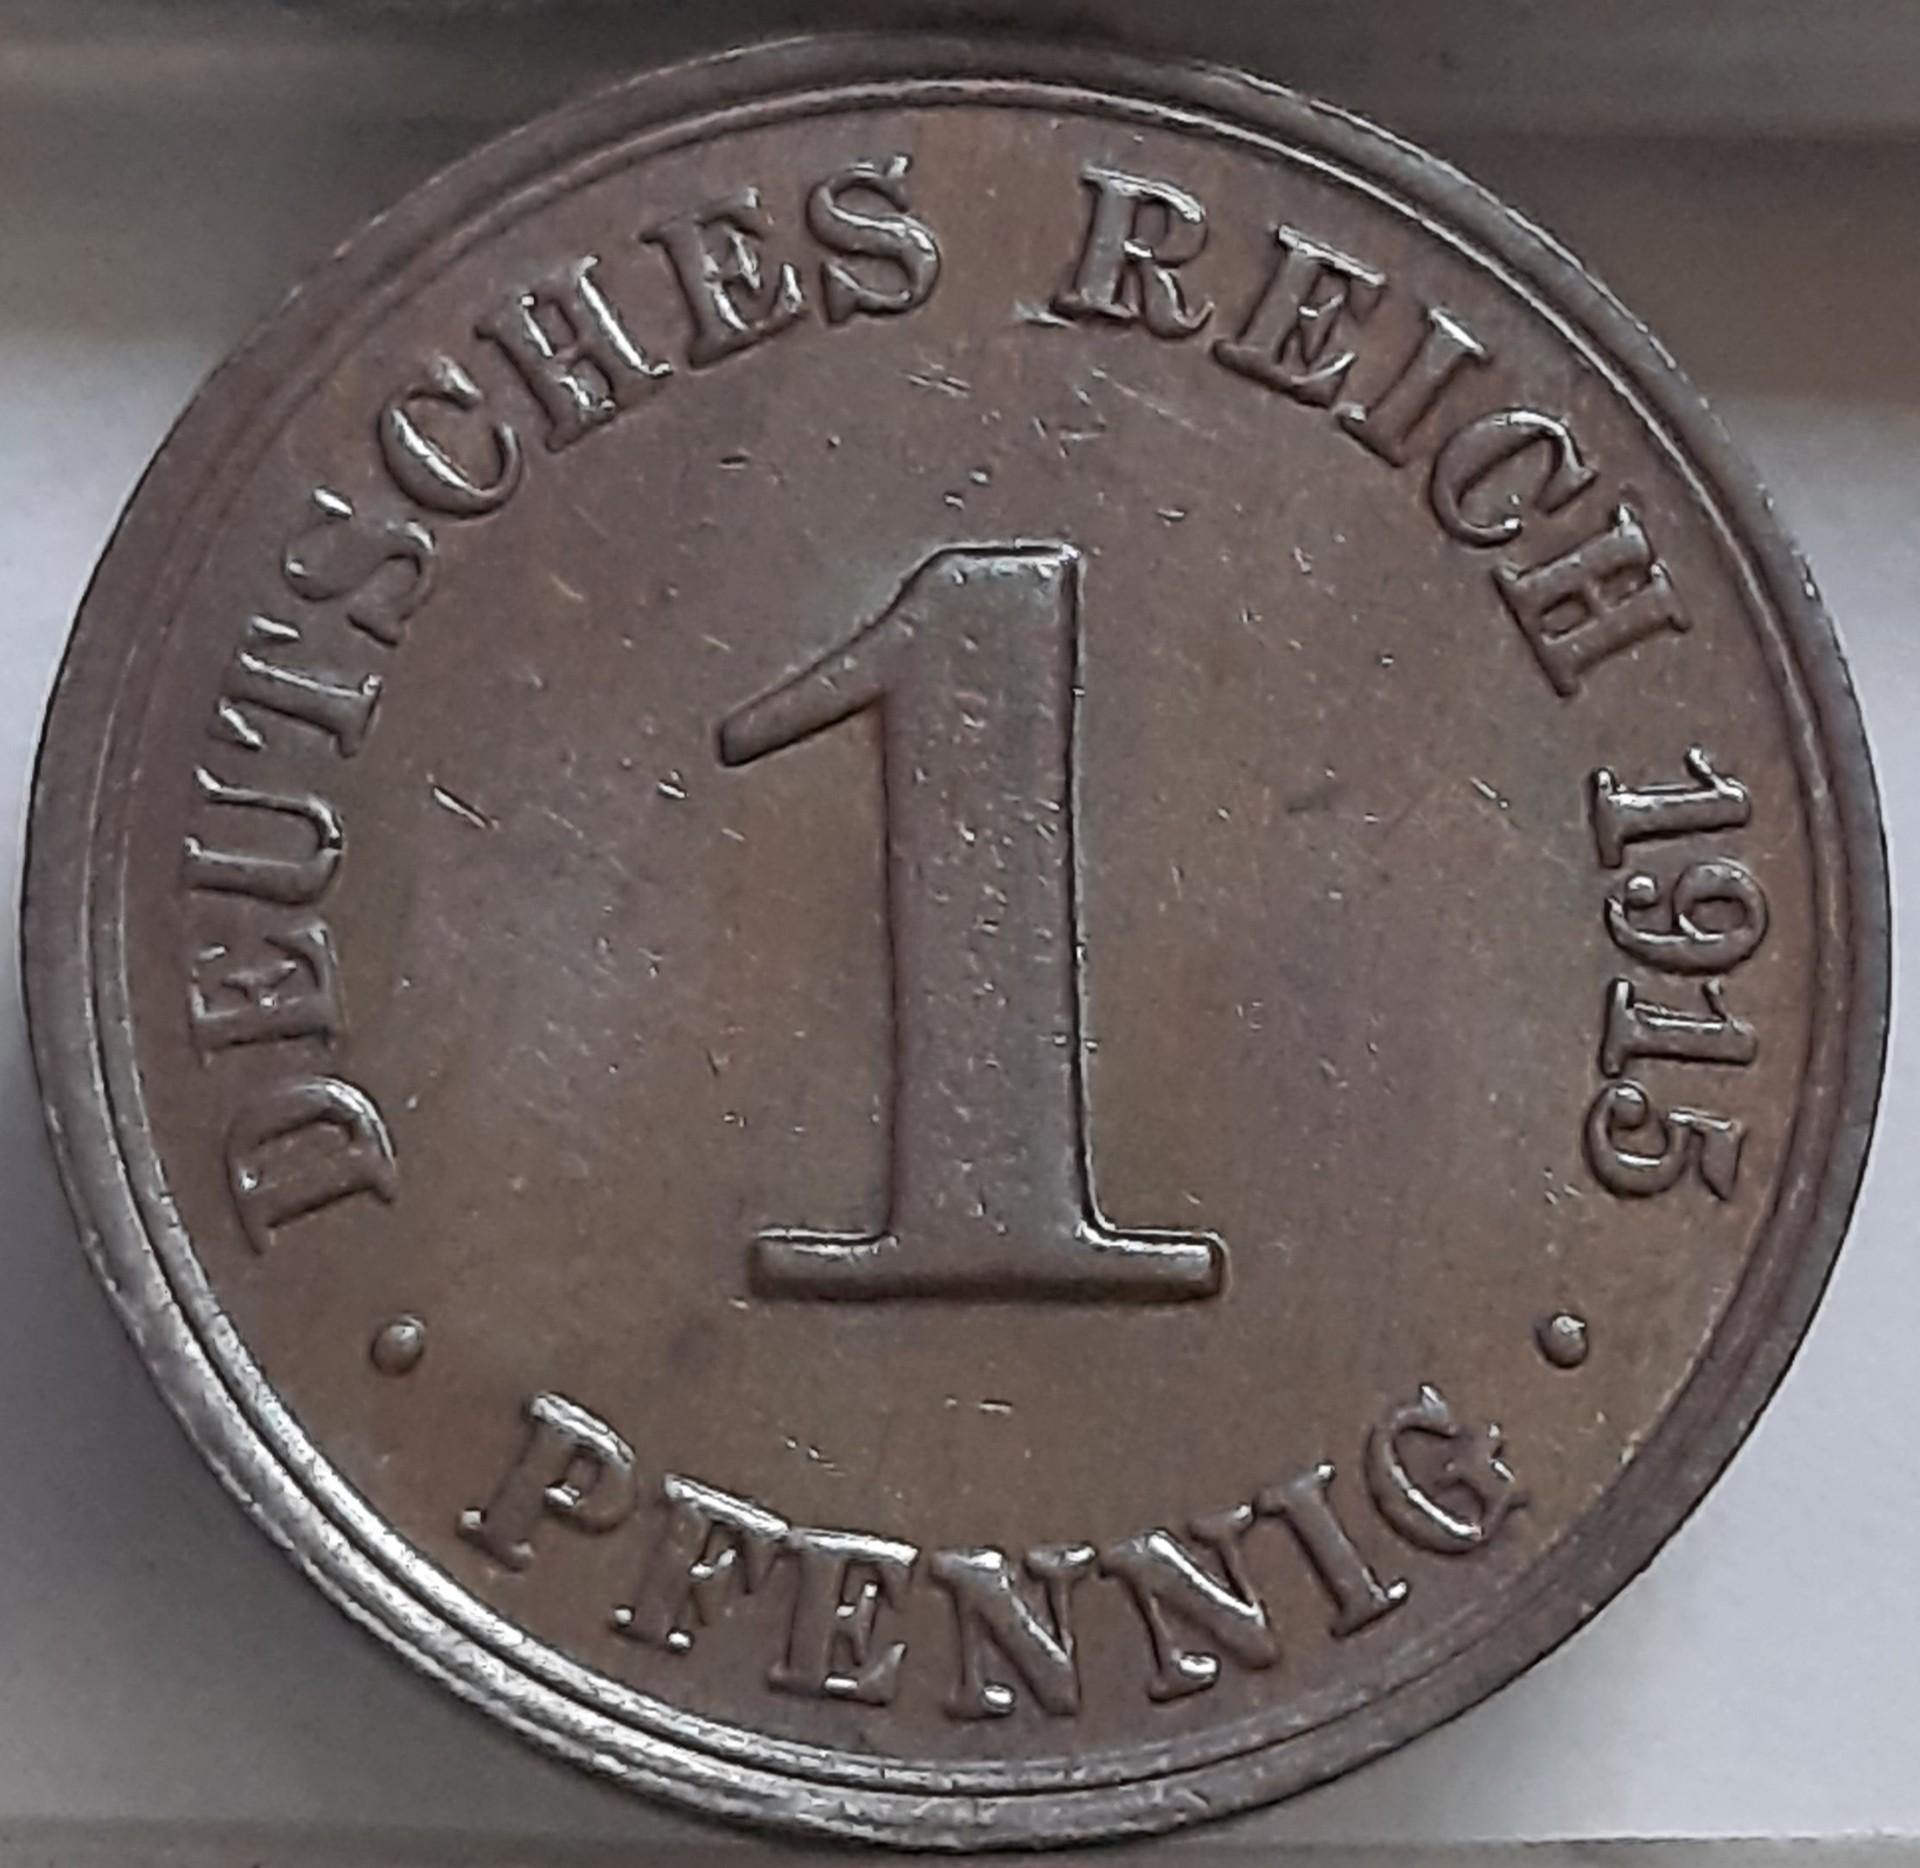 DEUTSCHES REICH 1915
1
· PFENNIG ·